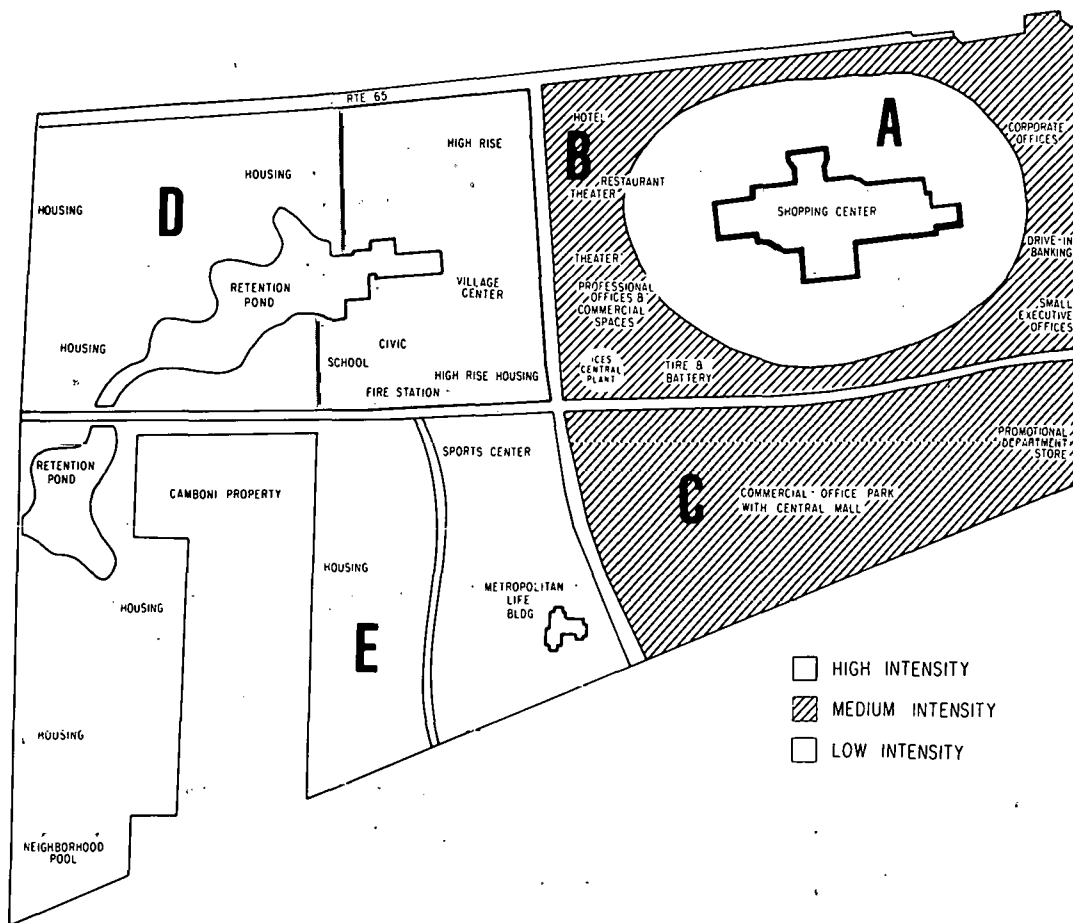 RTE 65
HOTEL
HIGH RISE
A
CORPORATE
OFFICES
B
HOUSING
D
HOUSING
RESTAURANT
THEATER
SHOPPING CENTER
DRIVE-IN
BANKING
THEATER
RETENTION
POND
VILLAGE
CENTER
PROFESSIONAL
OFFICES &
COMMERCIAL
SPACES
SMALL
EXECUTIVE
OFFICES
HOUSING
SCHOOL
CIVIC
ICES
CENTRAL
PLANT
TIRE &
BATTERY
HIGH RISE HOUSING
FIRE STATION
SPORTS CENTER
PROMOTIONAL
DEPARTMENT
STORE
RETENTION
POND
CAMBONI PROPERTY
C
COMMERCIAL - OFFICE PARK
WITH CENTRAL MALL
HOUSING
HOUSING
METROPOLITAN
LIFE
BLDG
E
HIGH INTENSITY
MEDIUM INTENSITY
LOW INTENSITY
HOUSING
NEIGHBORHOOD
POOL